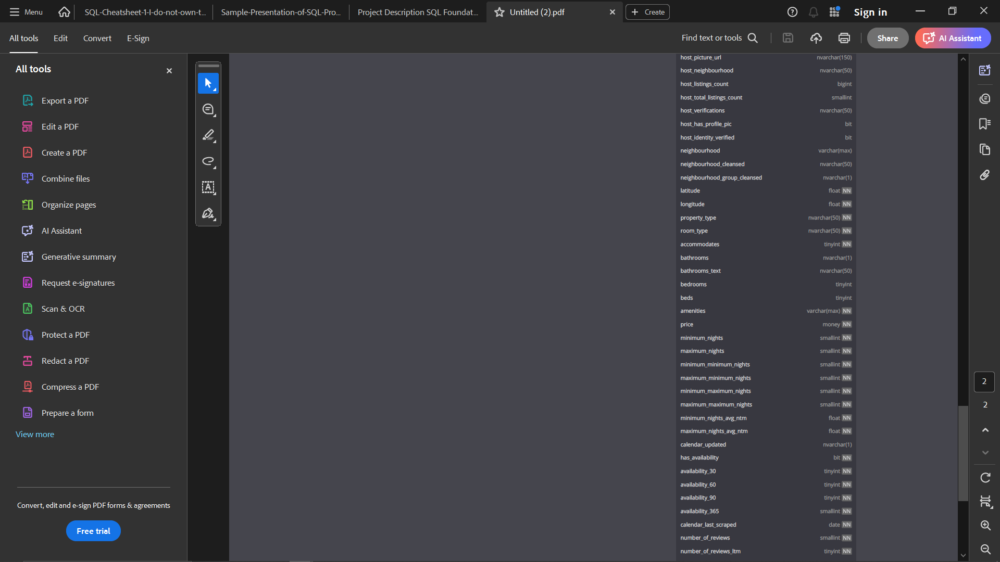 Menu
SQL-Cheatsheet-1-I-do-not-own-t...
Sample-Presentation-of-SQL-Pro...
Project Description SQL Foundat...
Untitled (2).pdf
Create
Sign in
All tools
Edit
Convert
E-Sign
Find text or tools
Share
AI Assistant
All tools
Export a PDF
Edit a PDF
Create a PDF
Combine files
Organize pages
AI Assistant
Generative summary
Request e-signatures
Scan & OCR
Protect a PDF
Redact a PDF
Compress a PDF
Prepare a form
View more
Convert, edit and e-sign PDF forms & agreements
Free trial
host_picture_url nvarchar(150)
host_neighbourhood nvarchar(50)
host_listings_count bigint
host_total_listings_count smallint
host_verifications nvarchar(50)
host_has_profile_pic bit
host_identity_verified bit
neighbourhood varchar(max)
neighbourhood_cleansed nvarchar(50)
neighbourhood_group_cleansed nvarchar(1)
latitude float NN
longitude float NN
property_type nvarchar(50) NN
room_type nvarchar(50) NN
accommodates tinyint NN
bathrooms nvarchar(1)
bathrooms_text nvarchar(50)
bedrooms tinyint
beds tinyint
amenities varchar(max) NN
price money NN
minimum_nights smallint NN
maximum_nights smallint NN
minimum_minimum_nights smallint NN
maximum_minimum_nights smallint NN
minimum_maximum_nights smallint NN
maximum_maximum_nights smallint NN
minimum_nights_avg_ntm float NN
maximum_nights_avg_ntm float NN
calendar_updated nvarchar(1)
has_availability bit NN
availability_30 tinyint NN
availability_60 tinyint NN
availability_90 tinyint NN
availability_365 smallint NN
calendar_last_scraped date NN
number_of_reviews smallint NN
number_of_reviews_ltm tinyint NN
2
2